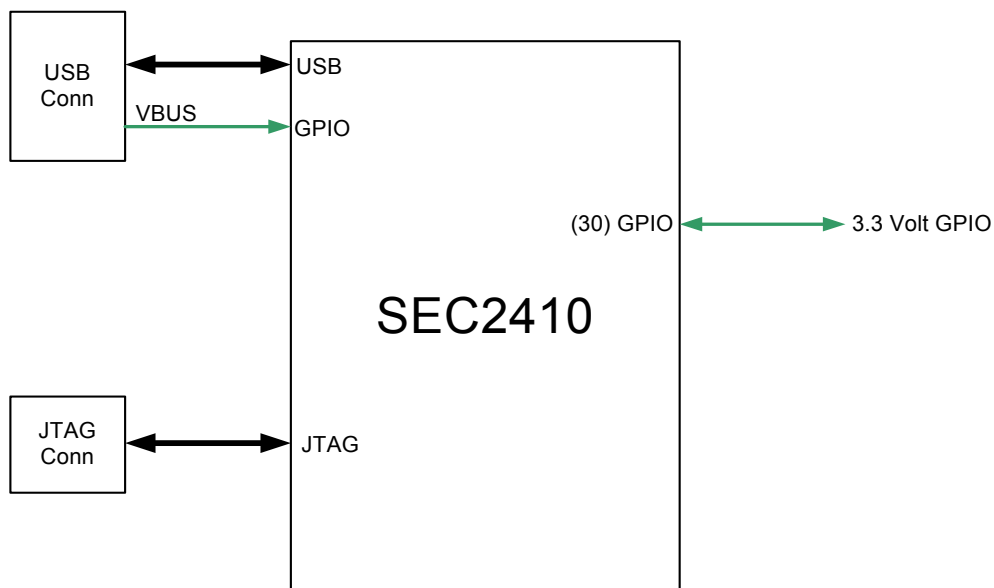 USB
Conn
USB
VBUS
GPIO
(30) GPIO
3.3 Volt GPIO
SEC2410
JTAG
Conn
JTAG